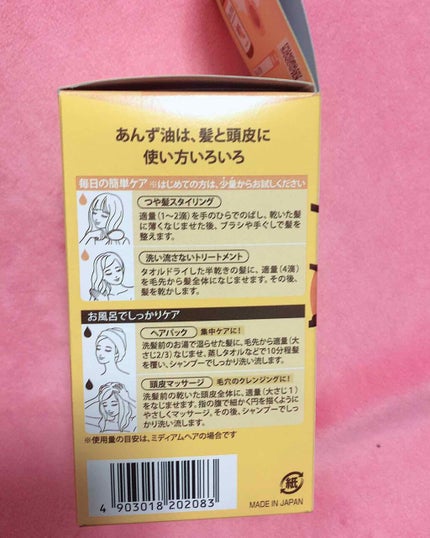 あんず油は、髪と頭皮に
使い方いろいろ
毎日の簡単ケア ※はじめての方は、少量からお試しください
つや髪スタイリング
適量(1〜2滴)を手のひらでのばし、乾いた髪
に薄くなじませた後、ブラシや手ぐしで髪を
整えます。
洗い流さないトリートメント
タオルドライした半乾きの髪に、適量(4滴)
を毛先から髪全体になじませます。その後、
髪を乾かします。
お風呂でしっかりケア
ヘアパック 集中ケアに!
洗髪前のお湯で湿らせた髪に、毛先から適量(大
さじ2/3)なじませ、蒸しタオルなどで10分程髪
を覆い、シャンプーでしっかり洗い流します。
頭皮マッサージ 毛穴のクレンジングに!
洗髪前の乾いた頭皮全体に、適量(大さじ1)
をなじませます。指の腹で細かく円を描くように
やさしくマッサージ。その後、シャンプーでしっ
かり洗い流します。
※使用量の目安は、ミディアムヘアの場合です
4 903018 202083
紙
MADE IN JAPAN